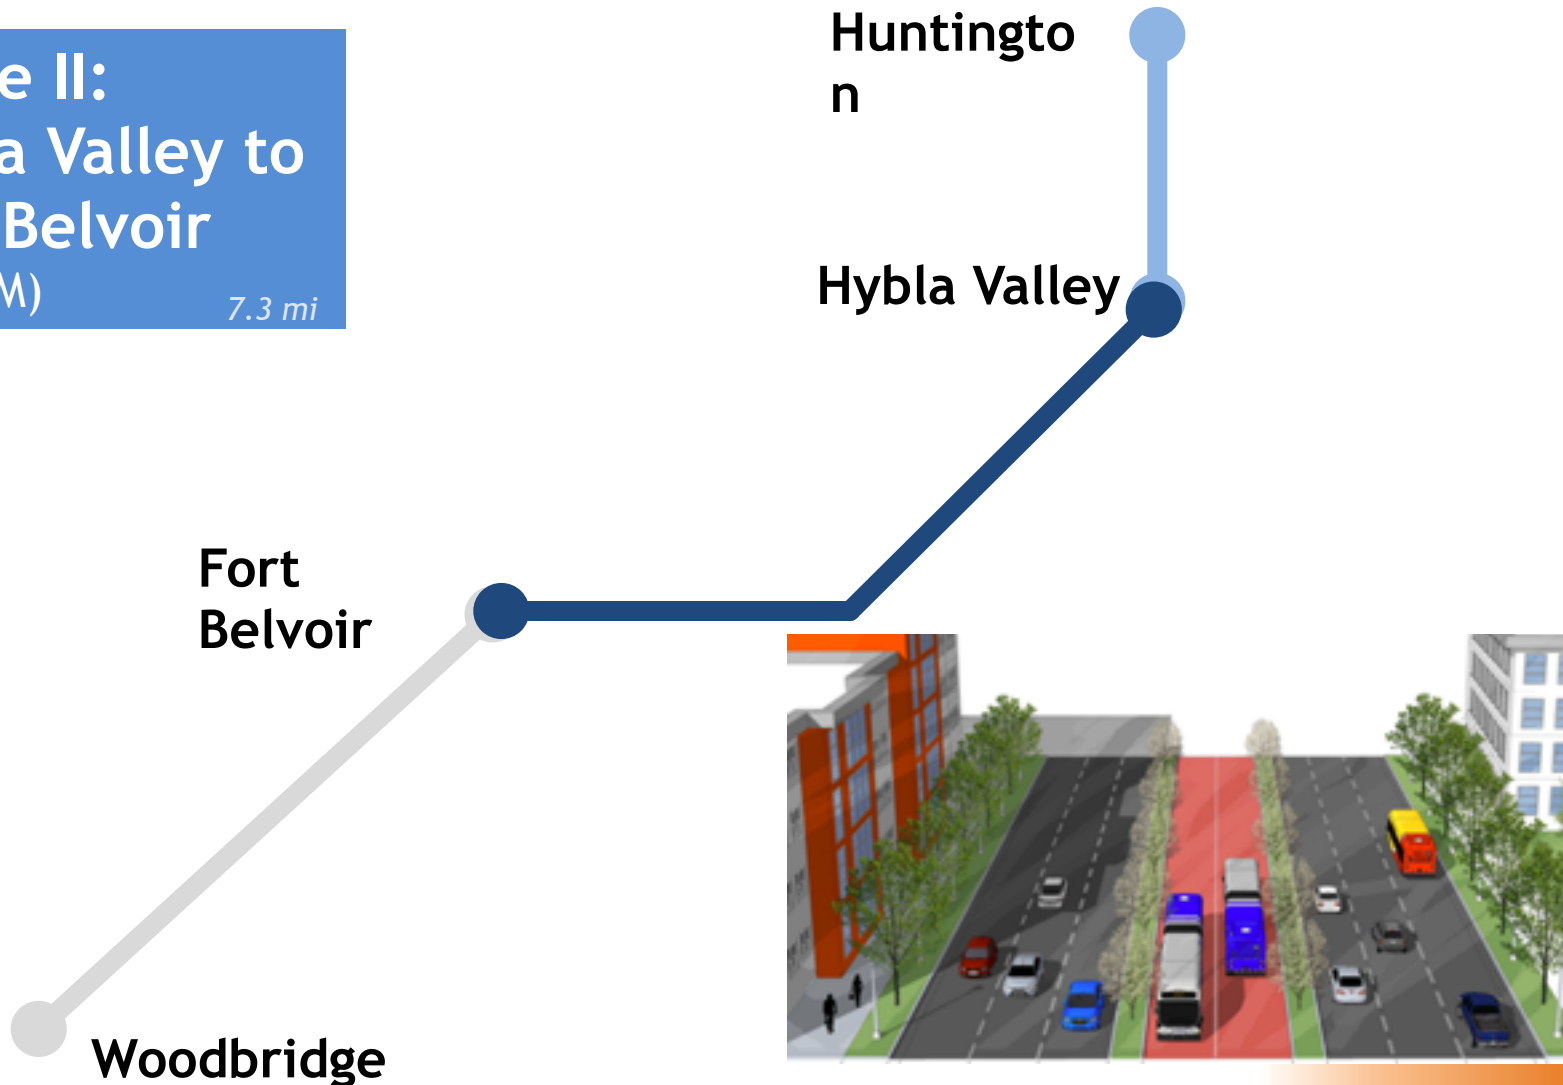 e II:
a Valley to
Belvoir
M)
7.3 mi
Huntingto
n
Hybla Valley
Fort
Belvoir
Woodbridge